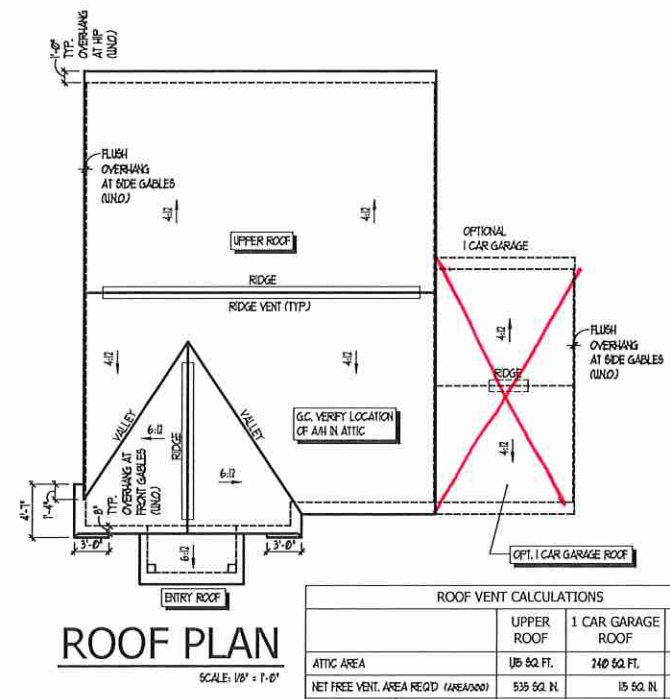 1'-0"
TYP.
OVERHANG
AT HIP
(U.N.O.)
FLUSH
OVERHANG
AT SIDE GABLES
(U.N.O.)
4:12
4:12
UPPER ROOF
OPTIONAL
1 CAR GARAGE
RIDGE
RIDGE VENT (TYP.)
4:12
4:12
4:12
FLUSH
OVERHANG
AT SIDE GABLES
(U.N.O.)
RIDGE
VALLEY
VALLEY
6:12
RIDGE
6:12
G.C. VERIFY LOCATION
OF A/H IN ATTIC
4:12
4'-7"
1'-4"
8"
TYP.
OVERHANG AT
FRONT GABLES
(U.N.O.)
3'-0"
6:12
3'-0"
OPT. 1 CAR GARAGE ROOF
ENTRY ROOF
ROOF PLAN
SCALE: 1/8" = 1'-0"
ROOF VENT CALCULATIONS
UPPER ROOF
1 CAR GARAGE ROOF
ATTIC AREA SQ. FT. 240 SQ. FT.
NET FREE VENT. AREA REQ'D (AREA/300) 535 SQ. IN. SQ. IN.